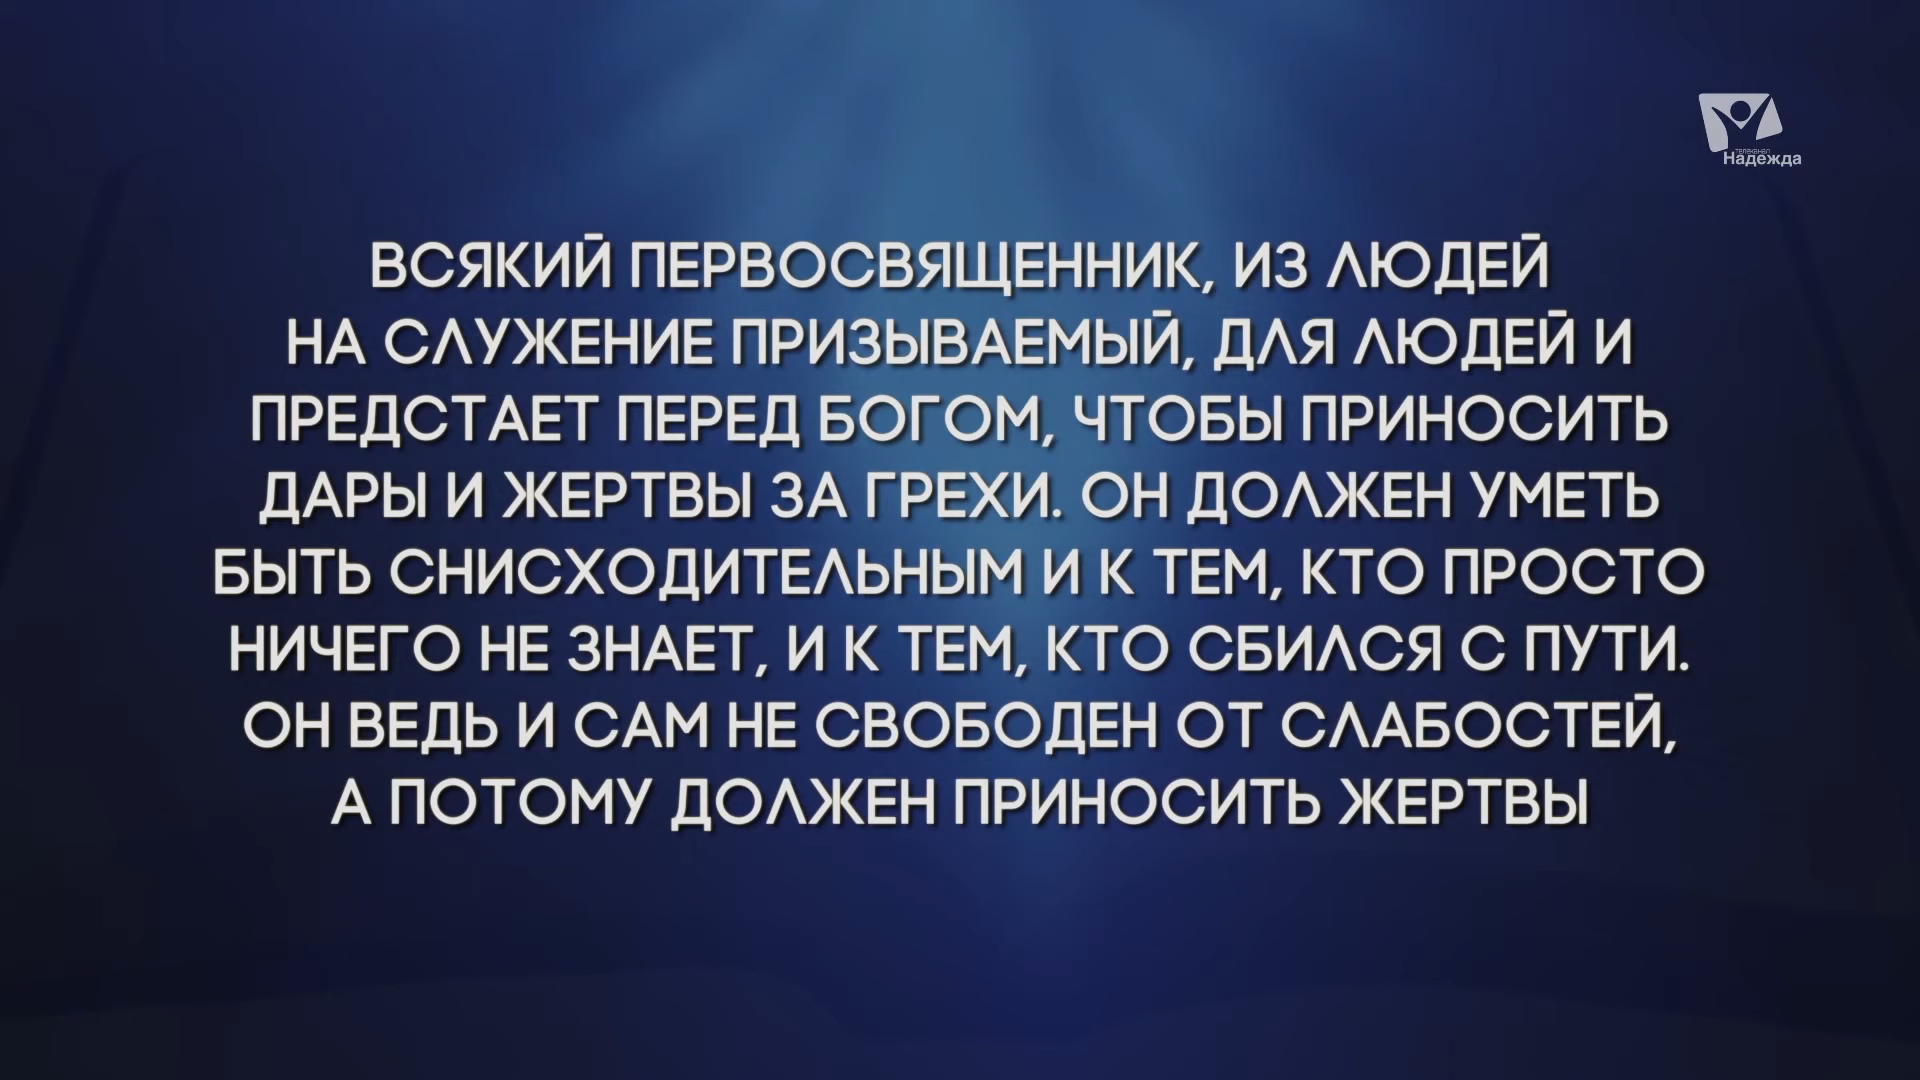 ТЕЛЕКАНАЛ
Надежда
ВСЯКИЙ ПЕРВОСВЯЩЕННИК, ИЗ ЛЮДЕЙ
НА СЛУЖЕНИЕ ПРИЗЫВАЕМЫЙ, ДЛЯ ЛЮДЕЙ И
ПРЕДСТАЕТ ПЕРЕД БОГОМ, ЧТОБЫ ПРИНОСИТЬ
ДАРЫ И ЖЕРТВЫ ЗА ГРЕХИ. ОН ДОЛЖЕН УМЕТЬ
БЫТЬ СНИСХОДИТЕЛЬНЫМ И К ТЕМ, КТО ПРОСТО
НИЧЕГО НЕ ЗНАЕТ, И К ТЕМ, КТО СБИЛСЯ С ПУТИ.
ОН ВЕДЬ И САМ НЕ СВОБОДЕН ОТ СЛАБОСТЕЙ,
А ПОТОМУ ДОЛЖЕН ПРИНОСИТЬ ЖЕРТВЫ